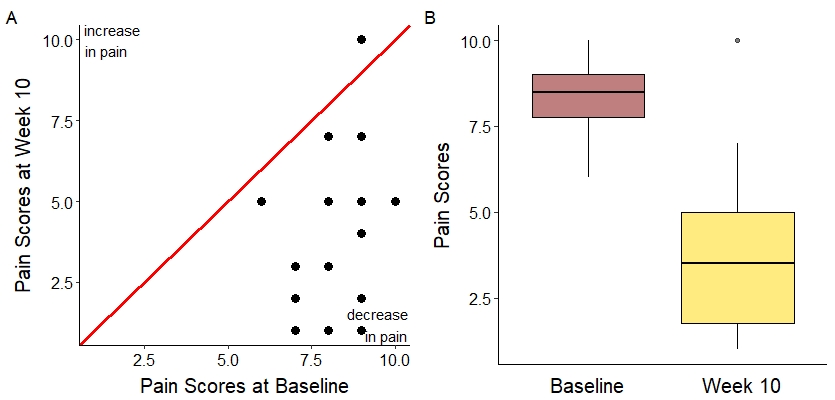 A
increase
in pain
10.0
7.5
5.0
2.5
Pain Scores at Week 10
decrease
in pain
2.5 5.0 7.5 10.0
Pain Scores at Baseline
B
10.0
7.5
5.0
2.5
Pain Scores
Baseline Week 10